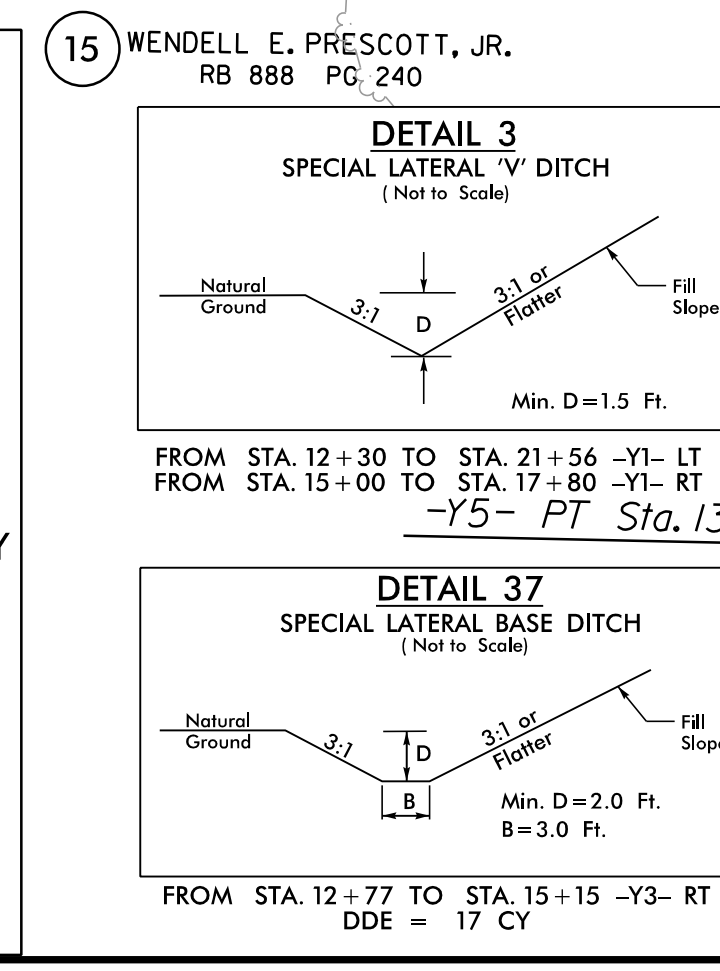 15 WENDELL E. PRESCOTT, JR.
RB 888 PG 240
DETAIL 3
SPECIAL LATERAL 'V' DITCH
( Not to Scale)
Natural
Ground
3:1
D
3:1 or
Flatter
Fill
Slope
Min. D=1.5 Ft.
FROM STA. 12+30 TO STA. 21+56 -Y1- LT
FROM STA. 15+00 TO STA. 17+80 -Y1- RT
-Y5- PT Sta. 13
Y
DETAIL 37
SPECIAL LATERAL BASE DITCH
( Not to Scale)
Natural
Ground
3:1
D
B
3:1 or
Flatter
Fill
Slope
Min. D=2.0 Ft.
B=3.0 Ft.
FROM STA. 12+77 TO STA. 15+15 -Y3- RT
DDE = 17 CY